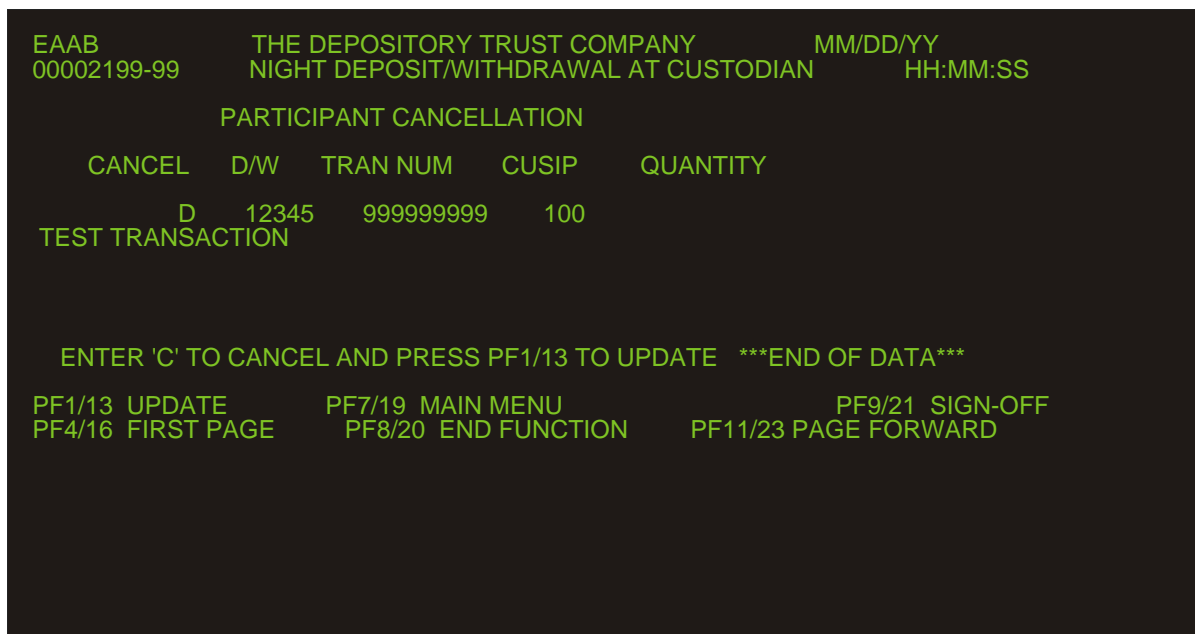 EAAB THE DEPOSITORY TRUST COMPANY MM/DD/YY
00002199-99 NIGHT DEPOSIT/WITHDRAWAL AT CUSTODIAN HH:MM:SS
PARTICIPANT CANCELLATION
CANCEL D/W TRAN NUM CUSIP QUANTITY
D 12345 999999999 100
TEST TRANSACTION
ENTER 'C' TO CANCEL AND PRESS PF1/13 TO UPDATE ***END OF DATA***
PF1/13 UPDATE PF7/19 MAIN MENU PF9/21 SIGN-OFF
PF4/16 FIRST PAGE PF8/20 END FUNCTION PF11/23 PAGE FORWARD